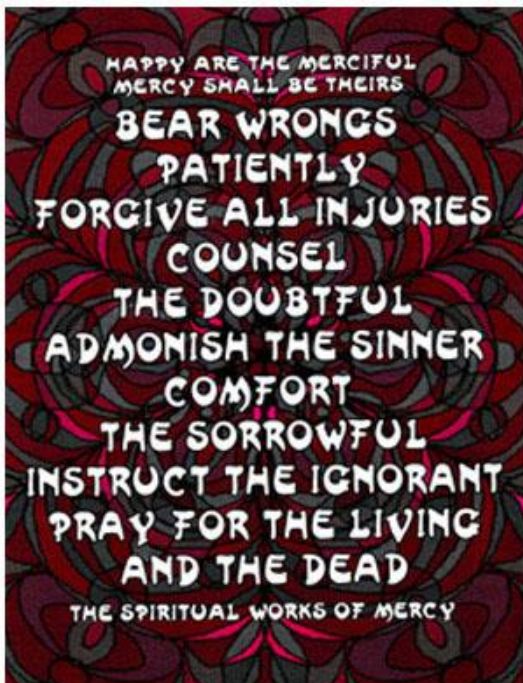 HAPPY ARE THE MERCIFUL
MERCY SHALL BE THEIRS
BEAR WRONGS
PATIENTLY
FORGIVE ALL INJURIES
COUNSEL
THE DOUBTFUL
ADMONISH THE SINNER
COMFORT
THE SORROWFUL
INSTRUCT THE IGNORANT
PRAY FOR THE LIVING
AND THE DEAD
THE SPIRITUAL WORKS OF MERCY